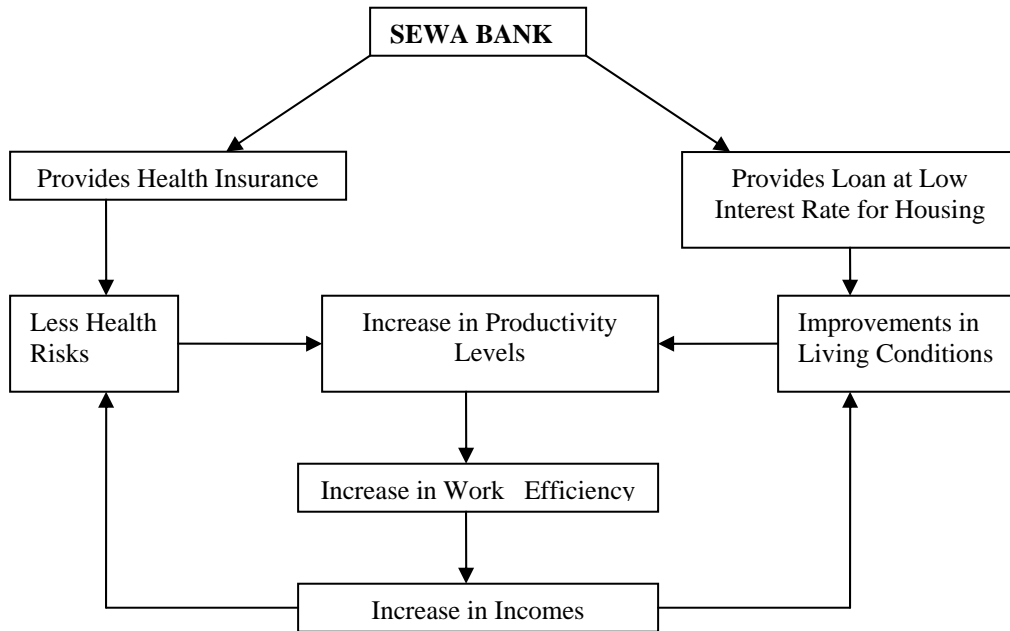 SEWA BANK
Provides Health Insurance
Provides Loan at Low
Interest Rate for Housing
Less Health
Risks
Increase in Productivity
Levels
Improvements in
Living Conditions
Increase in Work Efficiency
Increase in Incomes